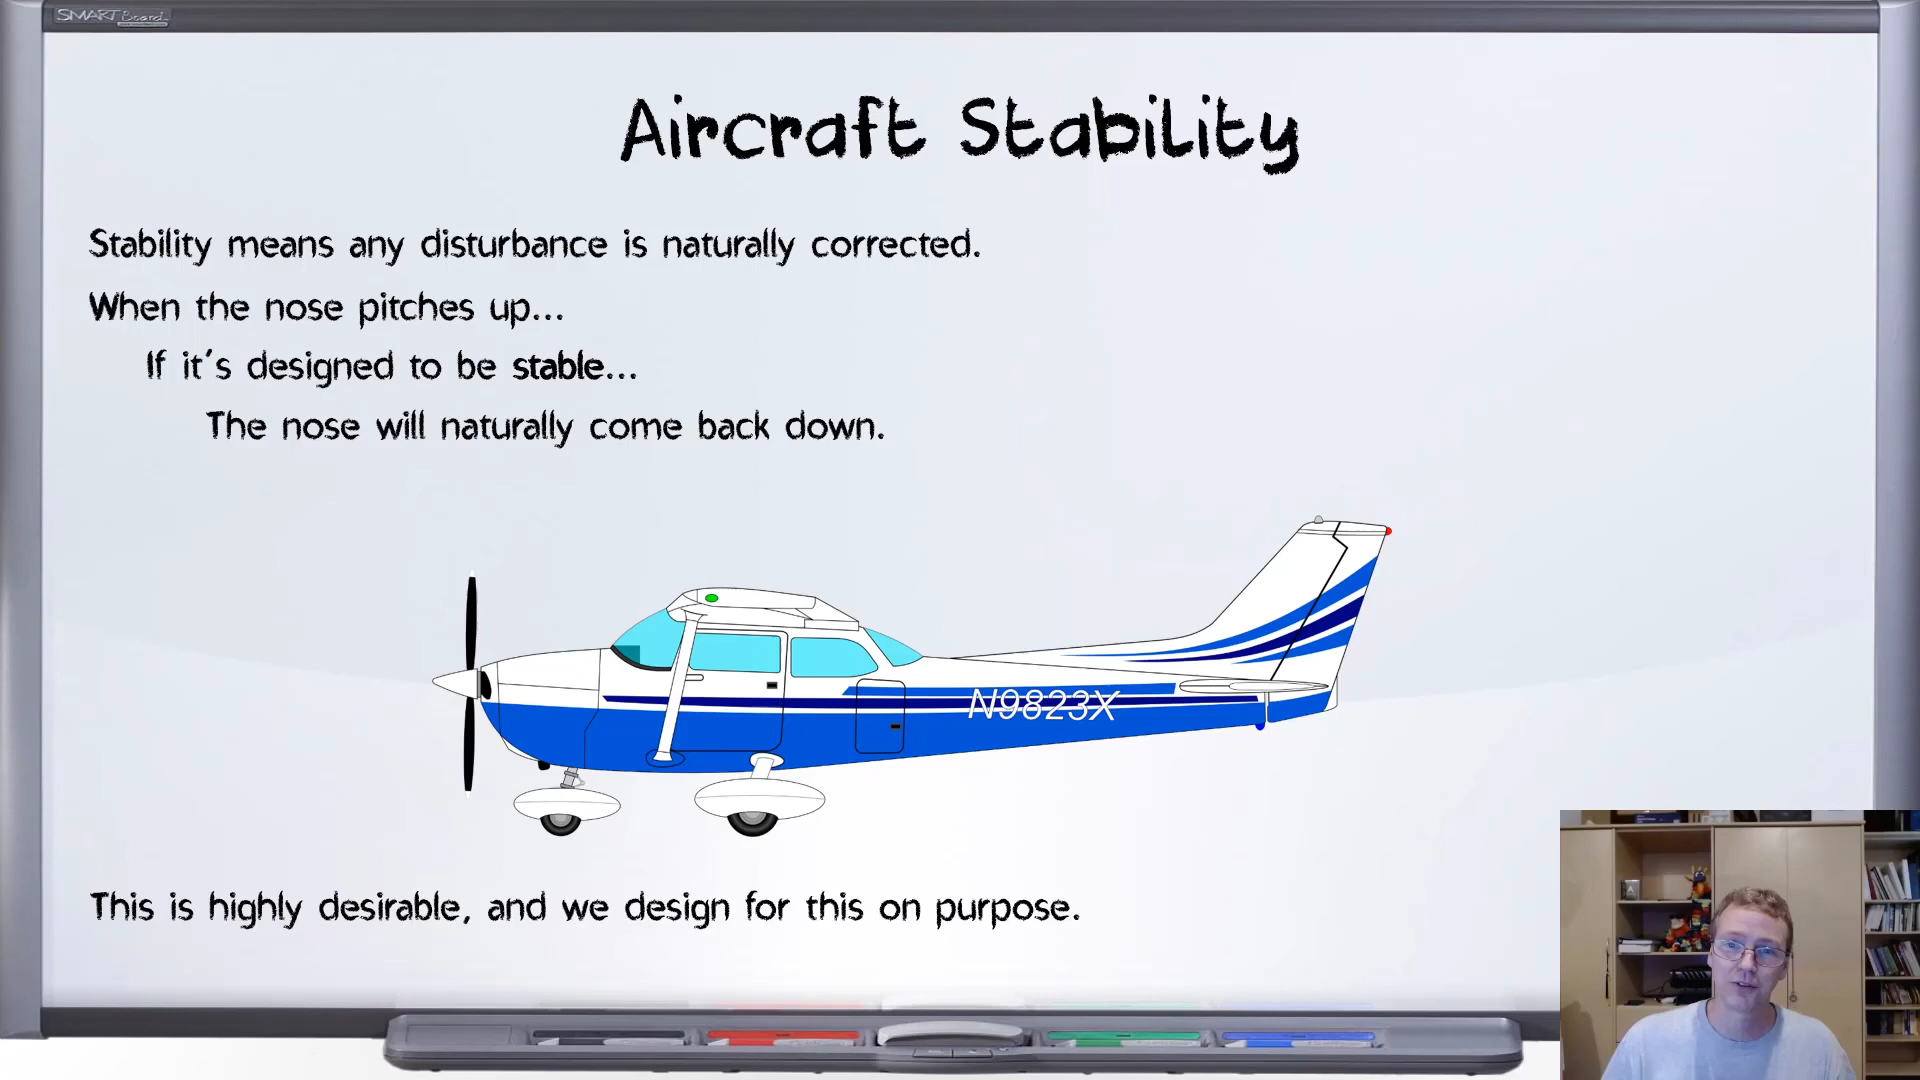 SMART Board
Aircraft Stability
Stability means any disturbance is naturally corrected.
When the nose pitches up...
If it's designed to be stable...
The nose will naturally come back down.
N9823X
This is highly desirable, and we design for this on purpose.